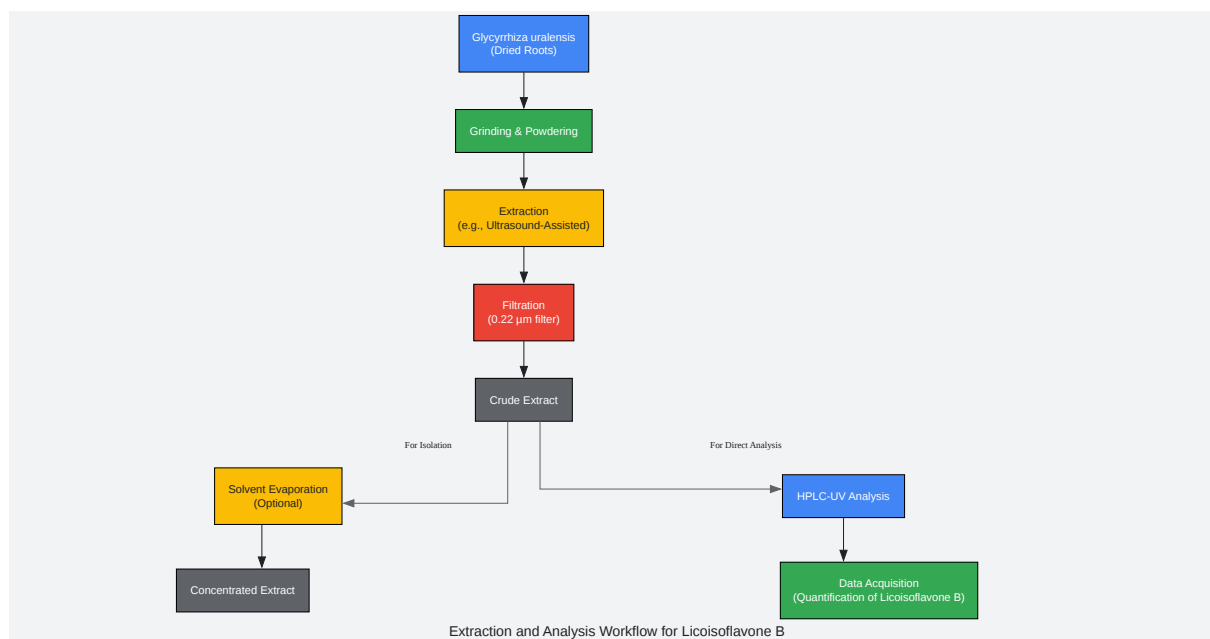 Glycyrrhiza uralensis
(Dried Roots)
Grinding & Powdering
Extraction
(e.g., Ultrasound-Assisted)
Filtration
(0.22 µm filter)
Crude Extract
For Isolation
For Direct Analysis
Solvent Evaporation
(Optional)
HPLC-UV Analysis
Concentrated Extract
Data Acquisition
(Quantification of Licoisoflavone B)
Extraction and Analysis Workflow for Licoisoflavone B